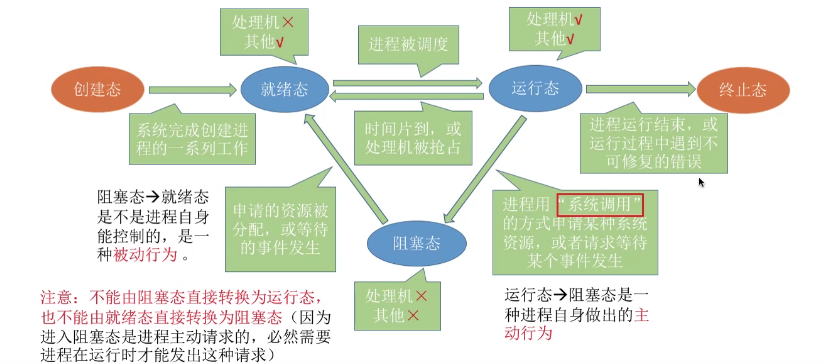 处理机×
其他√
进程被调度
处理机√
其他√
创建态
就绪态
运行态
终止态
系统完成创建进
程的一系列工作
时间片到，或
处理机被抢占
进程运行结束，或
运行过程中遇到不
可修复的错误
阻塞态→就绪态
是不是进程自身
能控制的，是一
种被动行为。
申请的资源被
分配，或等待
的事件发生
阻塞态
进程用“系统调用”
的方式申请某种系统
资源，或者请求等待
某个事件发生
处理机×
其他×
运行态→阻塞态是一
种进程自身做出的主
动行为
注意：不能由阻塞态直接转换为运行态，
也不能由就绪态直接转换为阻塞态（因为
进入阻塞态是进程主动请求的，必然需要
进程在运行时才能发出这种请求）